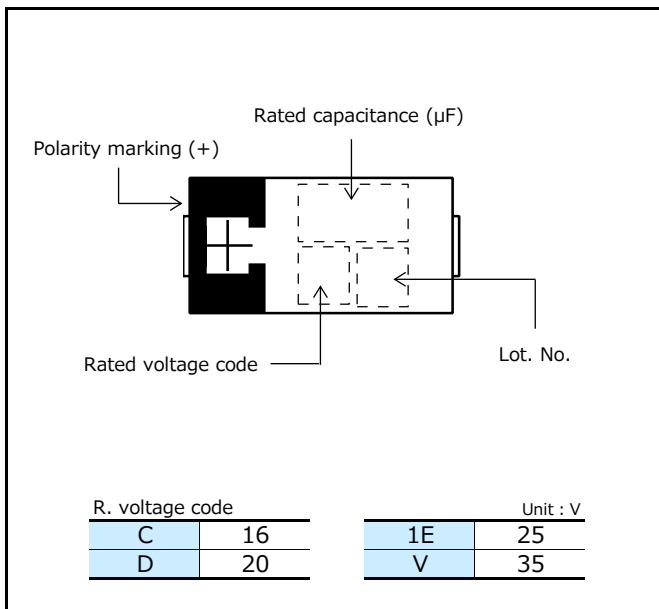 Rated capacitance (µF)
Polarity marking (+)
Rated voltage code
Lot. No.
R. voltage code Unit : V
C 16 1E 25
D 20 V 35